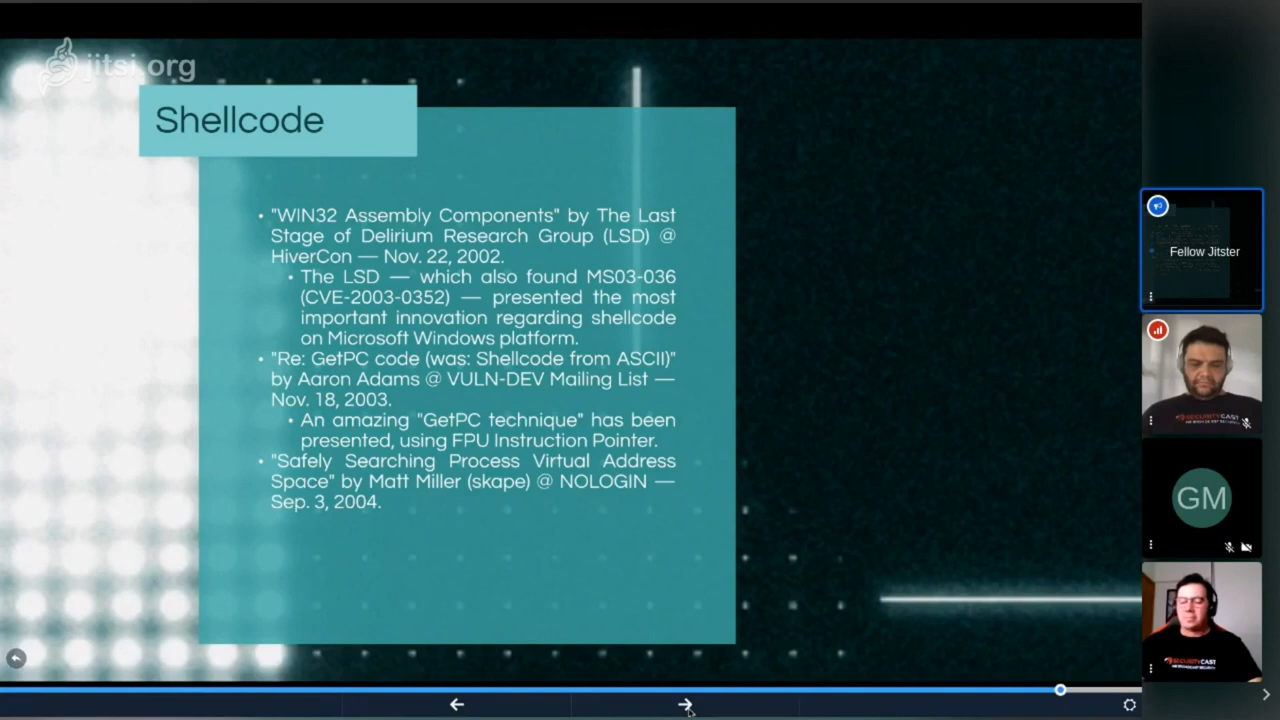 jitsi.org
Shellcode
• "WIN32 Assembly Components" by The Last
Stage of Delirium Research Group (LSD) @
HiverCon — Nov. 22, 2002.
• The LSD — which also found MS03-036
(CVE-2003-0352) — presented the most
important innovation regarding shellcode
on Microsoft Windows platform.
• "Re: GetPC code (was: Shellcode from ASCII)"
by Aaron Adams @ VULN-DEV Mailing List —
Nov. 18, 2003.
• An amazing "GetPC technique" has been
presented, using FPU Instruction Pointer.
• "Safely Searching Process Virtual Address
Space" by Matt Miller (skape) @ NOLOGIN —
Sep. 3, 2004.
Fellow Jitster
SECURITYCAST
GM
SECURITYCAST